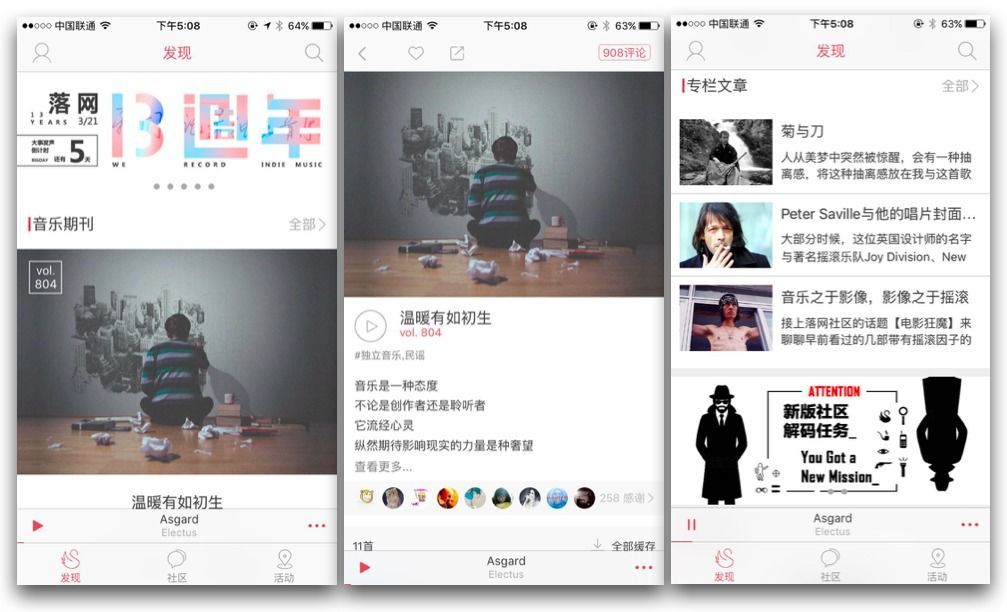 中国联通
下午5:08
64%
发现
13 YEARS
落网
3/21
大事发声
倒计时
BIGDAY
还有5天
13週年
WE RECORD INDIE MUSIC
音乐期刊
全部
vol.
804
温暖有如初生
Asgard
Electus
发现
社区
活动
中国联通
下午5:08
63%
908评论
温暖有如初生
vol. 804
#独立音乐,民谣
音乐是一种态度
不论是创作者还是聆听者
它流经心灵
纵然期待影响现实的力量是种奢望
查看更多...
258 感谢
11首
全部缓存
Asgard
Electus
中国联通
下午5:08
63%
发现
专栏文章
全部
菊与刀
人从美梦中突然被惊醒，会有一种抽
离感，将这种抽离感放在我与这首歌
Peter Saville与他的唱片封面...
大部分时候，这位英国设计师的名字
与著名摇滚乐队Joy Division、New
音乐之于影像，影像之于摇滚
接上落网社区的话题【电影狂魔】来
聊聊早前看过的几部带有摇滚因子的
ATTENTION
新版社区
解码任务_
You Got a
New Mission_
Asgard
Electus
发现
社区
活动